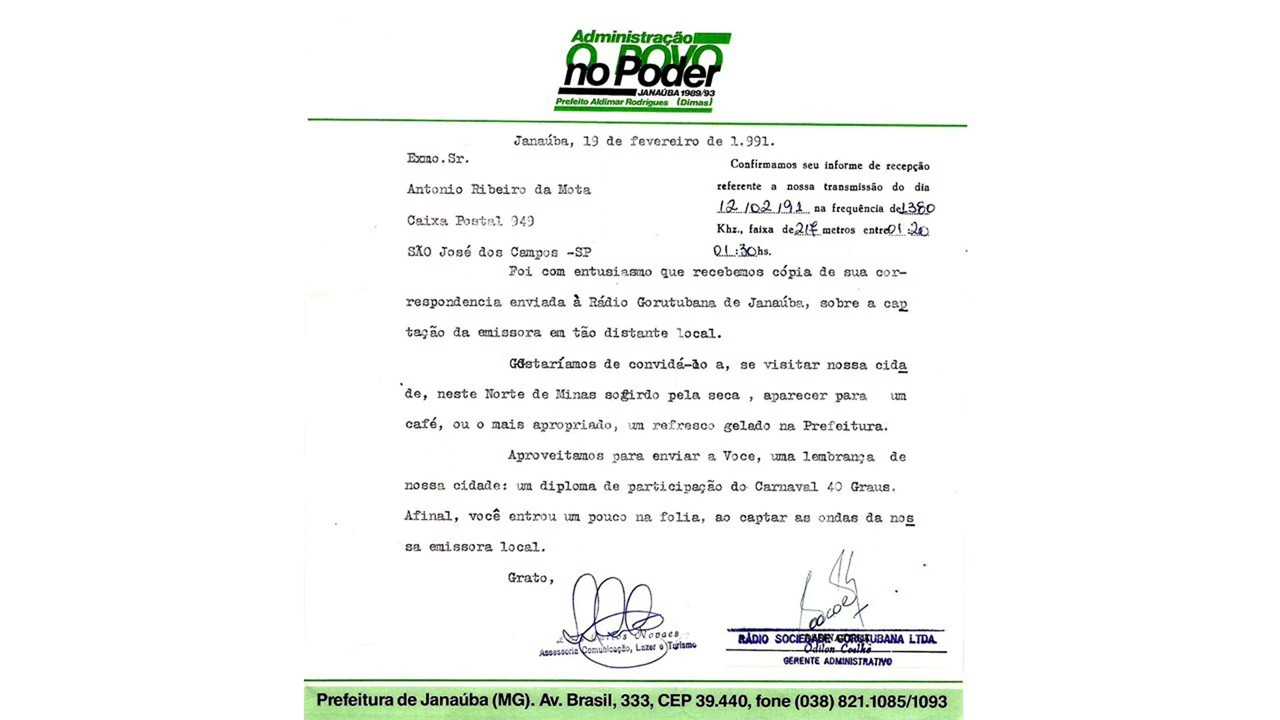 Administração
O POVO
no Poder
JANAÚBA 1989/93
Prefeito Aldimar Rodrigues (Dimas)
Janaúba, 19 de fevereiro de 1.991.
Exmo.Sr.
Antonio Ribeiro da Mota
Caixa Postal 949
SÃO José dos Campos -SP
Confirmamos seu informe de recepção
referente a nossa transmissão do dia
12/02/91 na frequência de 1380
Khz., faixa de 217 metros entre 01:20
01:30 hs.
Foi com entusiasmo que recebemos cópia de sua cor-
respondencia enviada à Rádio Gorutubana de Janaúba, sobre a cap
tação da emissora em tão distante local.
Gostaríamos de convidá-lo a, se visitar nossa cida
de, neste Norte de Minas sogirdo pela seca , aparecer para um
café, ou o mais apropriado, um refresco gelado na Prefeitura.
Aproveitamos para enviar a Voce, uma lembrança de
nossa cidade: um diploma de participação do Carnaval 40 Graus.
Afinal, você entrou um pouco na folia, ao captar as ondas da nos
sa emissora local.
Grato,
Novaes
Assessoria Comunicação, Lazer e Turismo
RÁDIO SOCIEDADE GORUTUBANA LTDA.
Odilon Coelho
GERENTE ADMINISTRATIVO
Prefeitura de Janaúba (MG). Av. Brasil, 333, CEP 39.440, fone (038) 821.1085/1093